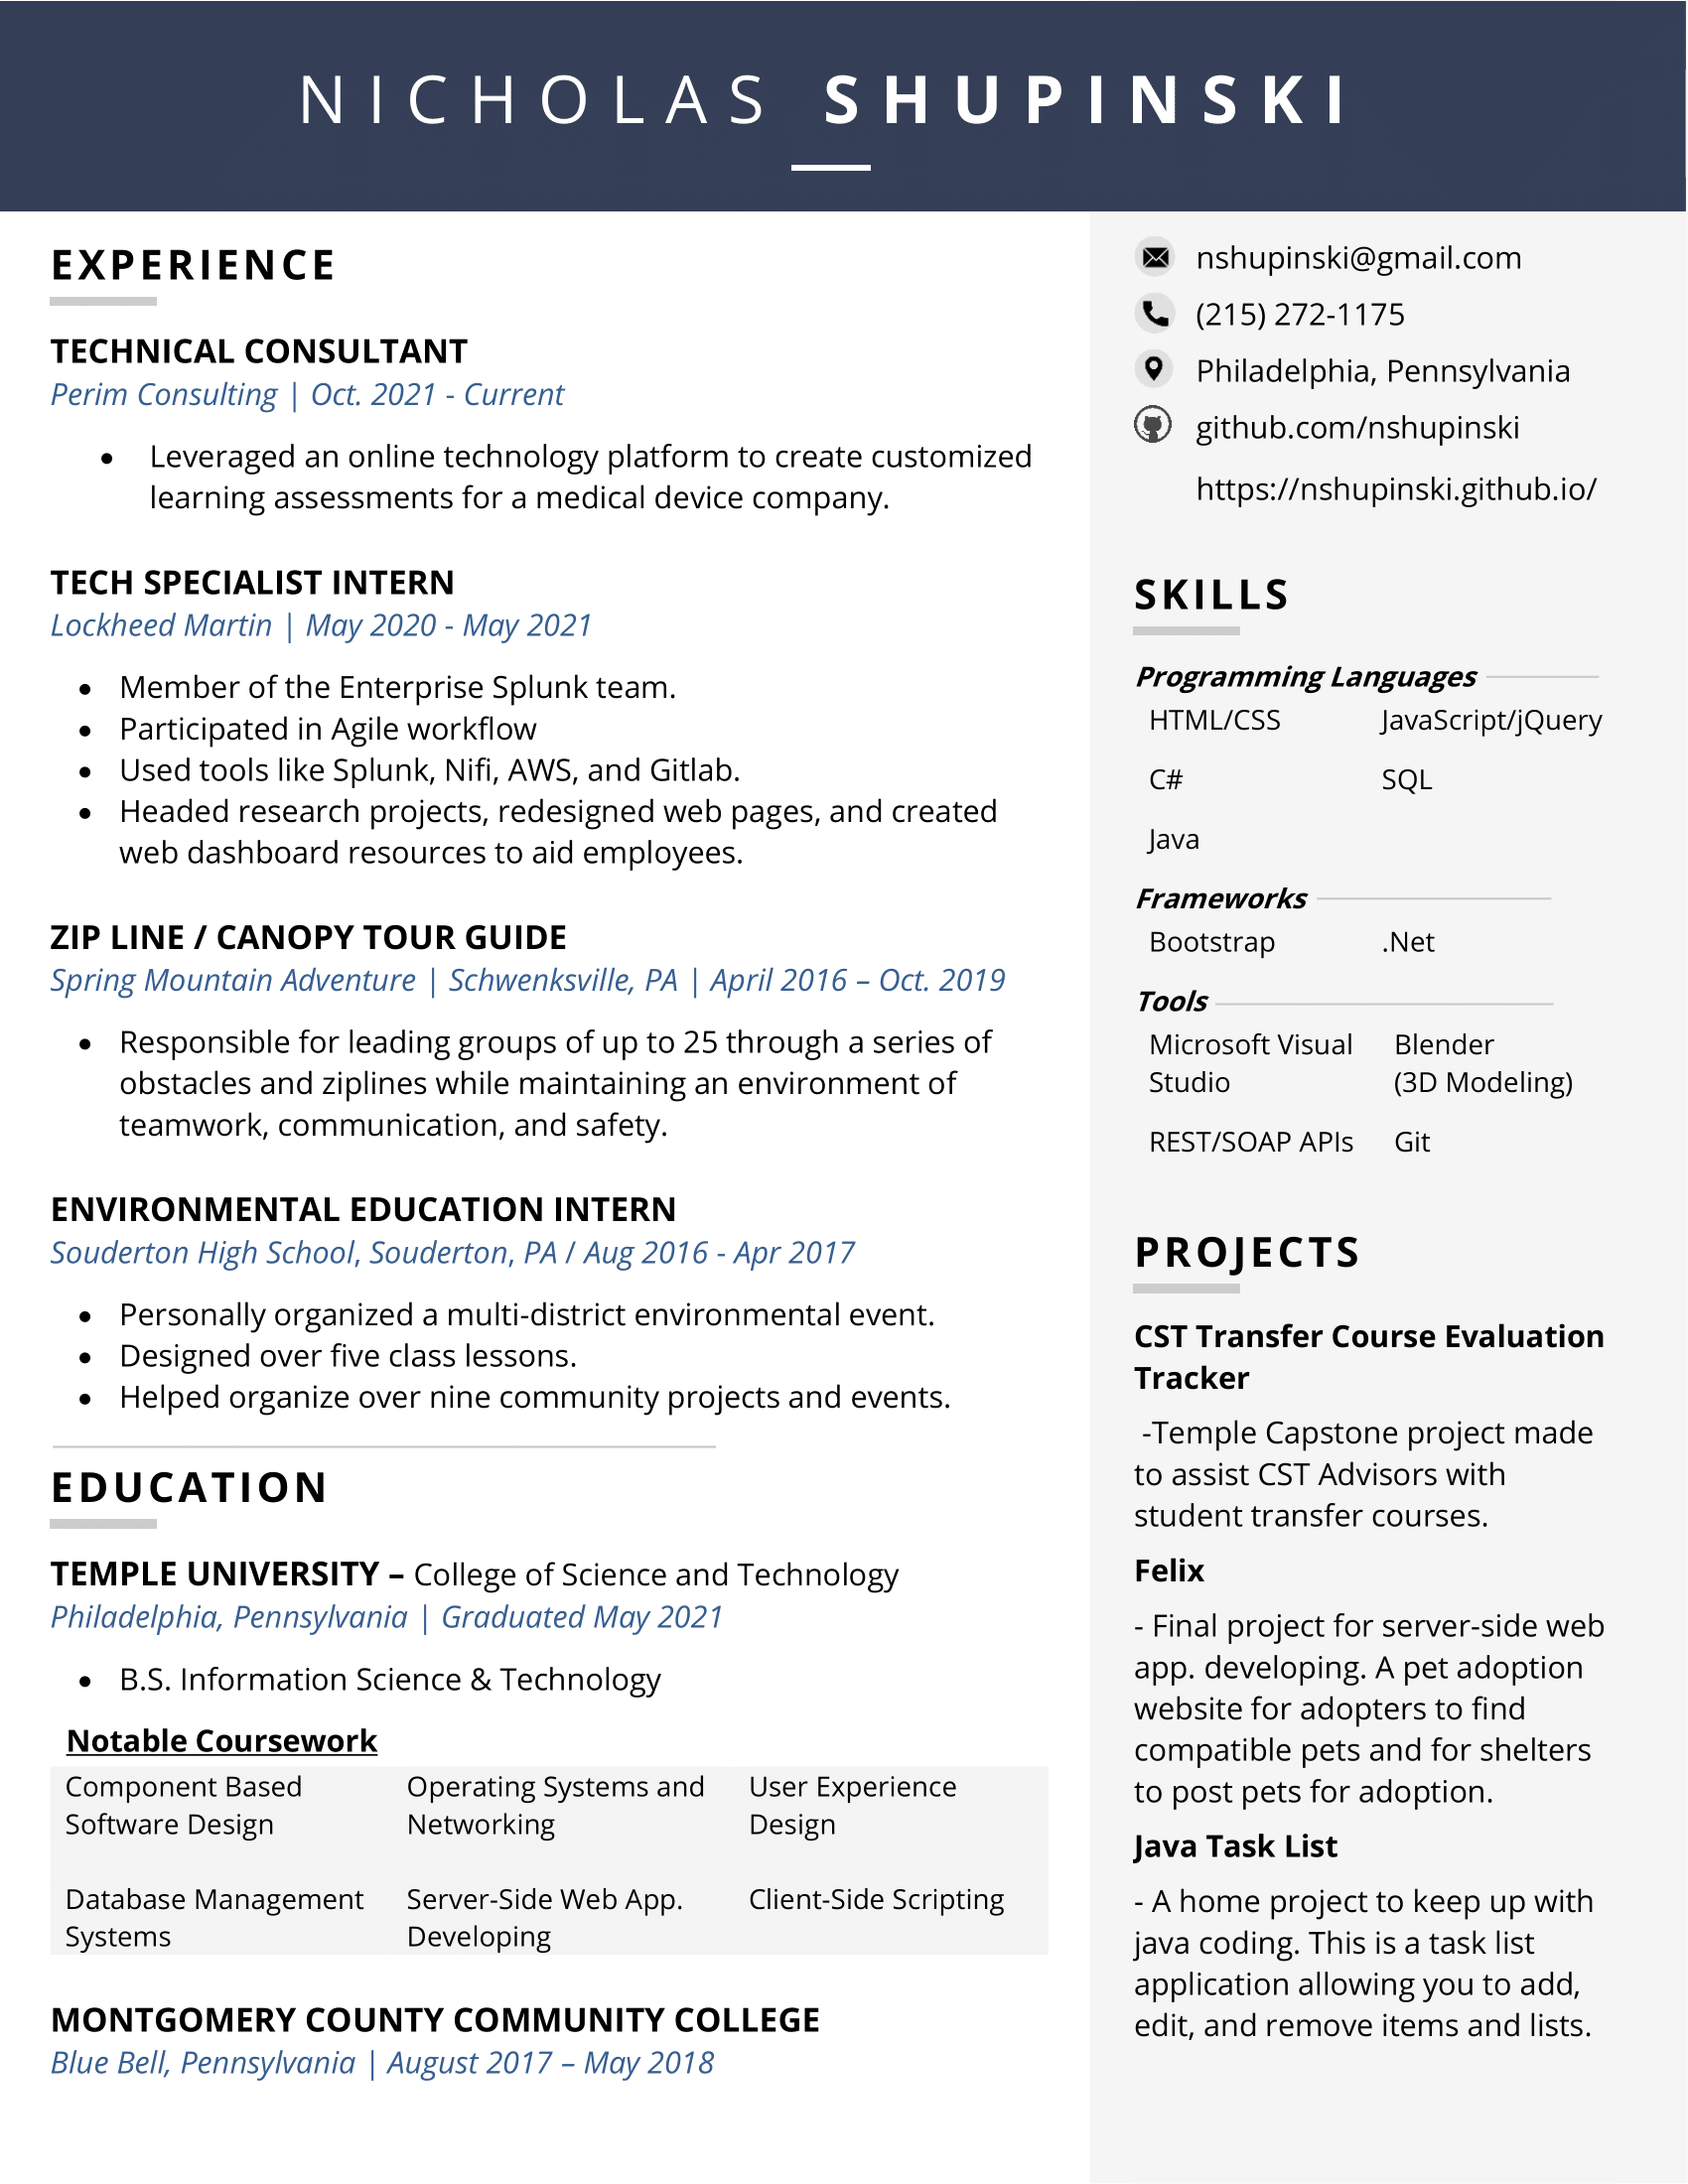 NICHOLAS SHUPINSKI
EXPERIENCE
TECHNICAL CONSULTANT
Perim Consulting | Oct. 2021 - Current
• Leveraged an online technology platform to create customized
learning assessments for a medical device company.
TECH SPECIALIST INTERN
Lockheed Martin | May 2020 - May 2021
• Member of the Enterprise Splunk team.
• Participated in Agile workflow
• Used tools like Splunk, Nifi, AWS, and Gitlab.
• Headed research projects, redesigned web pages, and created
web dashboard resources to aid employees.
ZIP LINE / CANOPY TOUR GUIDE
Spring Mountain Adventure | Schwenksville, PA | April 2016 – Oct. 2019
• Responsible for leading groups of up to 25 through a series of
obstacles and ziplines while maintaining an environment of
teamwork, communication, and safety.
ENVIRONMENTAL EDUCATION INTERN
Souderton High School, Souderton, PA / Aug 2016 - Apr 2017
• Personally organized a multi-district environmental event.
• Designed over five class lessons.
• Helped organize over nine community projects and events.
EDUCATION
TEMPLE UNIVERSITY – College of Science and Technology
Philadelphia, Pennsylvania | Graduated May 2021
• B.S. Information Science & Technology
Notable Coursework
Component Based Operating Systems and User Experience
Software Design Networking Design
Database Management Server-Side Web App. Client-Side Scripting
Systems Developing
MONTGOMERY COUNTY COMMUNITY COLLEGE
Blue Bell, Pennsylvania | August 2017 – May 2018
nshupinski@gmail.com
(215) 272-1175
Philadelphia, Pennsylvania
github.com/nshupinski
https://nshupinski.github.io/
SKILLS
Programming Languages
HTML/CSS JavaScript/jQuery
C# SQL
Java
Frameworks
Bootstrap .Net
Tools
Microsoft Visual Blender
Studio (3D Modeling)
REST/SOAP APIs Git
PROJECTS
CST Transfer Course Evaluation
Tracker
-Temple Capstone project made
to assist CST Advisors with
student transfer courses.
Felix
- Final project for server-side web
app. developing. A pet adoption
website for adopters to find
compatible pets and for shelters
to post pets for adoption.
Java Task List
- A home project to keep up with
java coding. This is a task list
application allowing you to add,
edit, and remove items and lists.